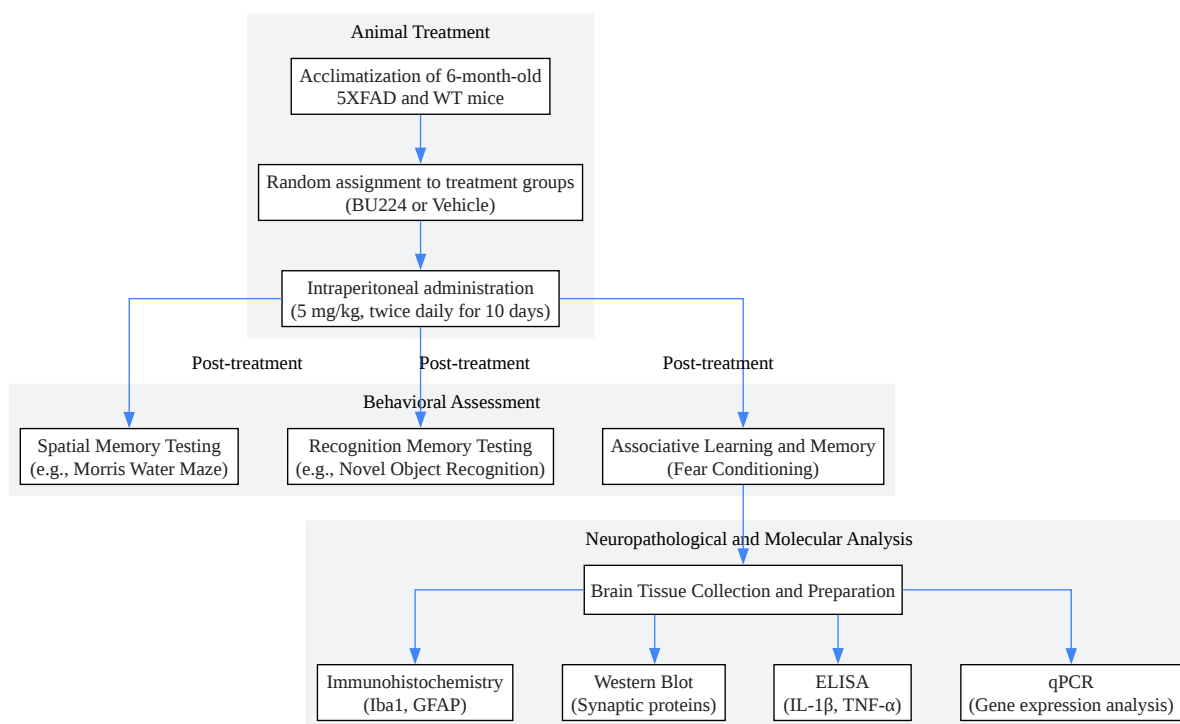 Animal Treatment
Acclimatization of 6-month-old
5XFAD and WT mice
Random assignment to treatment groups
(BU224 or Vehicle)
Intraperitoneal administration
(5 mg/kg, twice daily for 10 days)
Post-treatment
Post-treatment
Post-treatment
Behavioral Assessment
Spatial Memory Testing
(e.g., Morris Water Maze)
Recognition Memory Testing
(e.g., Novel Object Recognition)
Associative Learning and Memory
(Fear Conditioning)
Neuropathological and Molecular Analysis
Brain Tissue Collection and Preparation
Immunohistochemistry
(Iba1, GFAP)
Western Blot
(Synaptic proteins)
ELISA
(IL-1β, TNF-α)
qPCR
(Gene expression analysis)